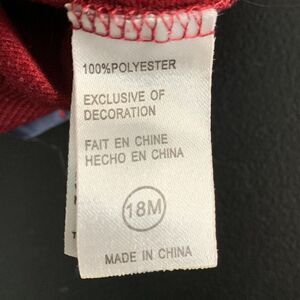 100%POLYESTER
EXCLUSIVE OF
DECORATION
FAIT EN CHINE
HECHO EN CHINA
18M
MADE IN CHINA